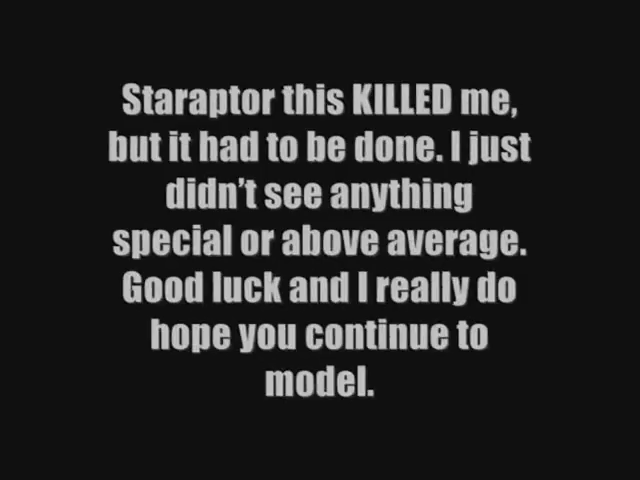 Staraptor this KILLED me,
but it had to be done. I just
didn’t see anything
special or above average.
Good luck and I really do
hope you continue to
model.